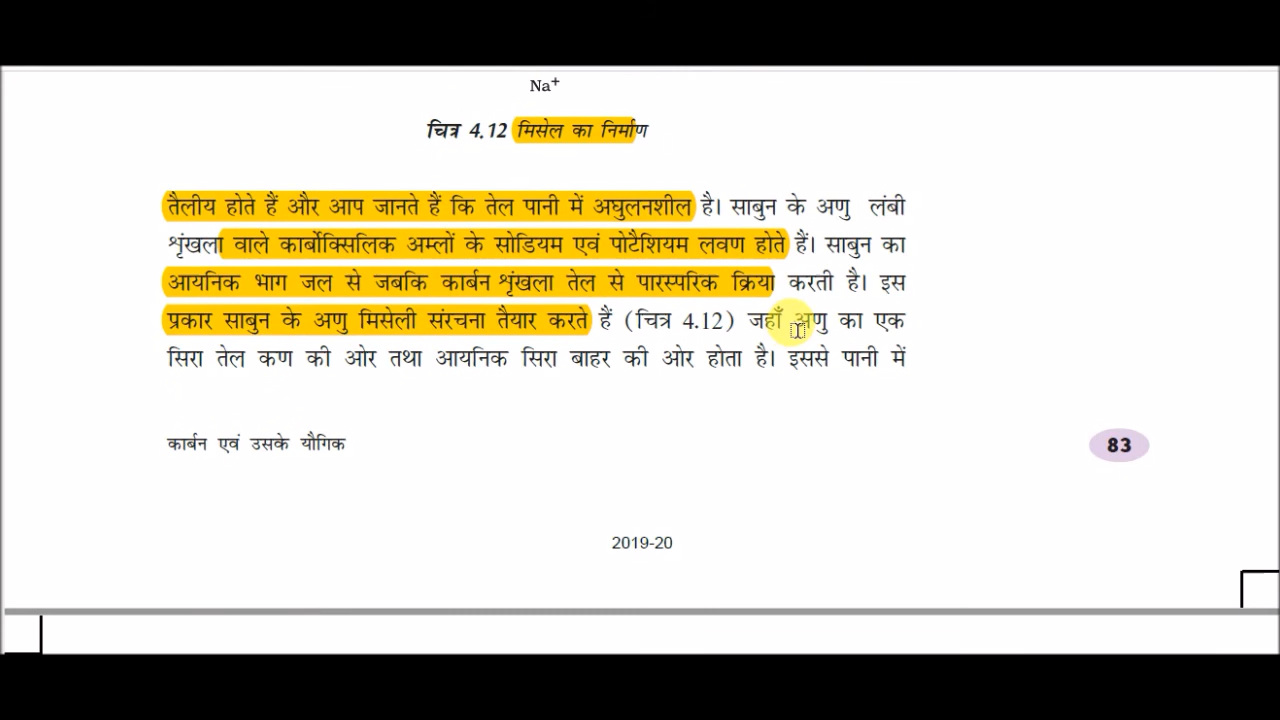 Na⁺
चित्र 4.12 मिसेल का निर्माण
तैलीय होते हैं और आप जानते हैं कि तेल पानी में अघुलनशील है। साबुन के अणु लंबी
शृंखला वाले कार्बोक्सिलिक अम्लों के सोडियम एवं पोटैशियम लवण होते हैं। साबुन का
आयनिक भाग जल से जबकि कार्बन शृंखला तेल से पारस्परिक क्रिया करती है। इस
प्रकार साबुन के अणु मिसेली संरचना तैयार करते हैं (चित्र 4.12) जहाँ अणु का एक
सिरा तेल कण की ओर तथा आयनिक सिरा बाहर की ओर होता है। इससे पानी में
कार्बन एवं उसके यौगिक
83
2019-20